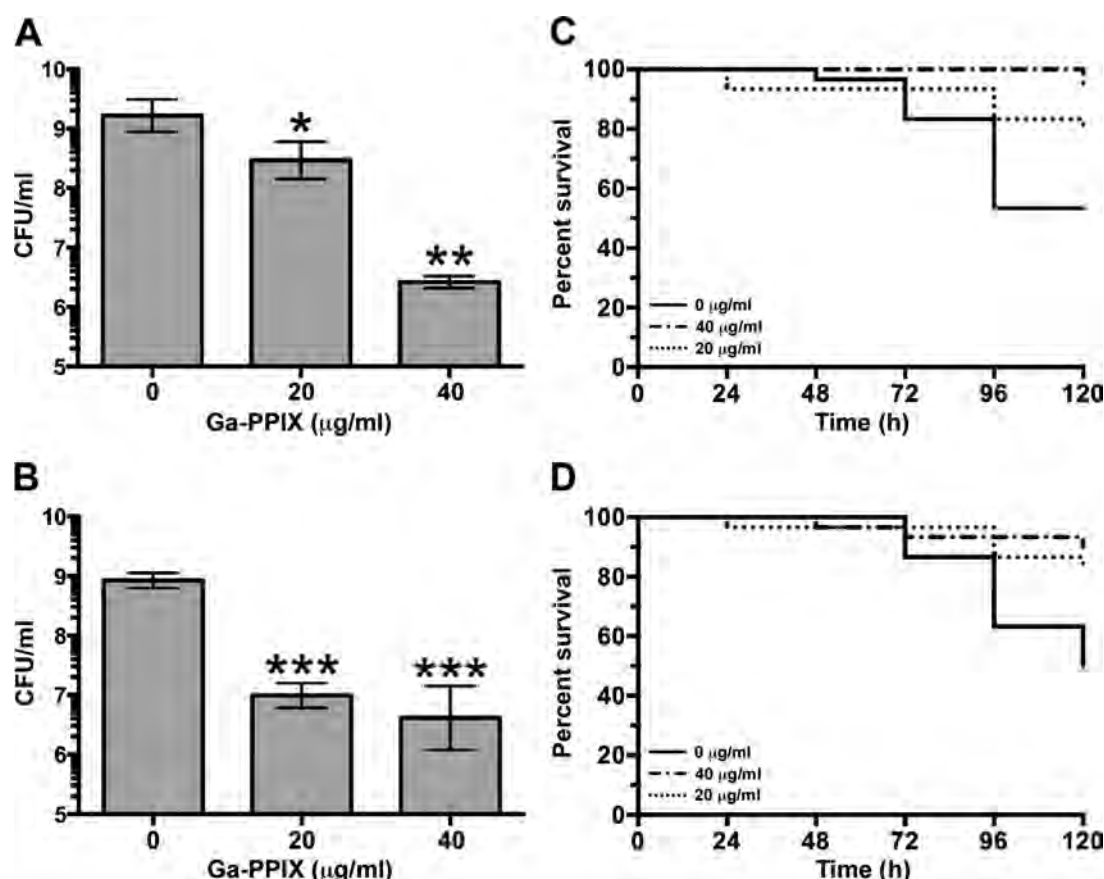 A
CFU/ml
10
9
8
7
6
5
*
**
0 20 40
Ga-PPIX (μg/ml)
C
Percent survival
100
80
60
40
20
0
0 μg/ml
40 μg/ml
20 μg/ml
0 24 48 72 96 120
Time (h)
B
CFU/ml
10
9
8
7
6
5
***
***
0 20 40
Ga-PPIX (μg/ml)
D
Percent survival
100
80
60
40
20
0
0 μg/ml
40 μg/ml
20 μg/ml
0 24 48 72 96 120
Time (h)